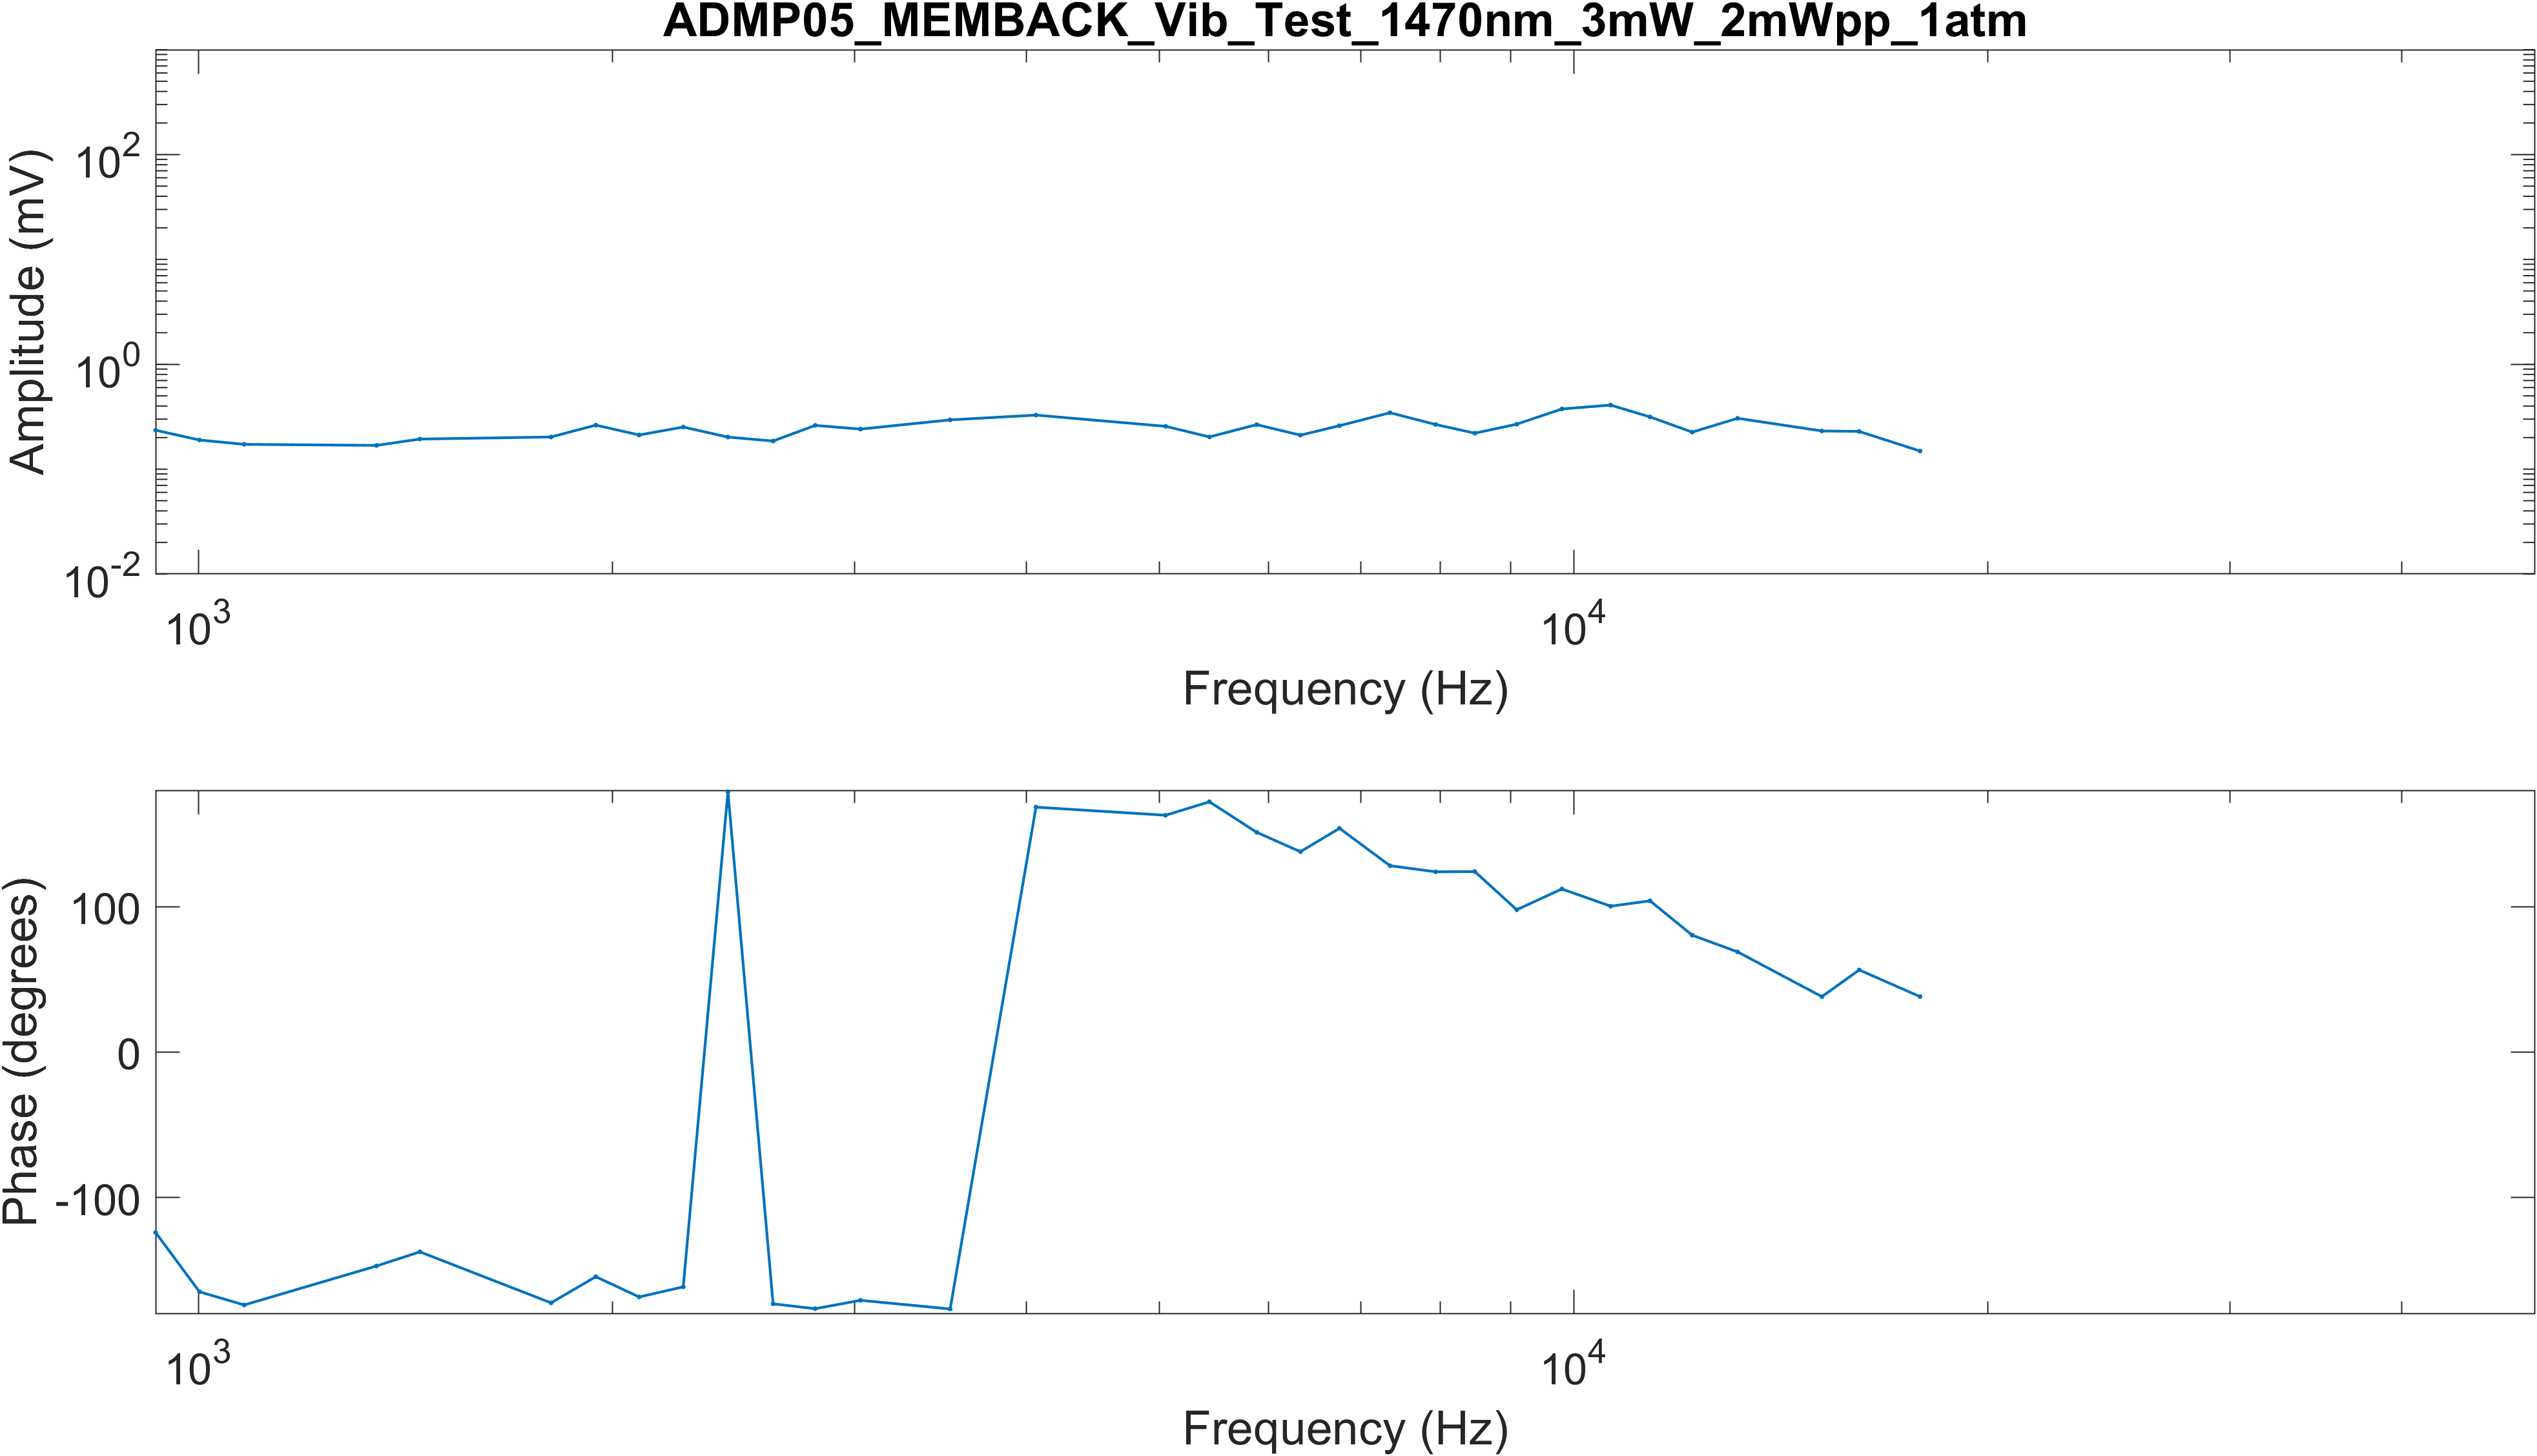 ADMP05_MEMBACK_Vib_Test_1470nm_3mW_2mWpp_1atm
Amplitude (mV)
10^2
10^0
10^-2
10^3
10^4
Frequency (Hz)
Phase (degrees)
100
0
-100
10^3
10^4
Frequency (Hz)